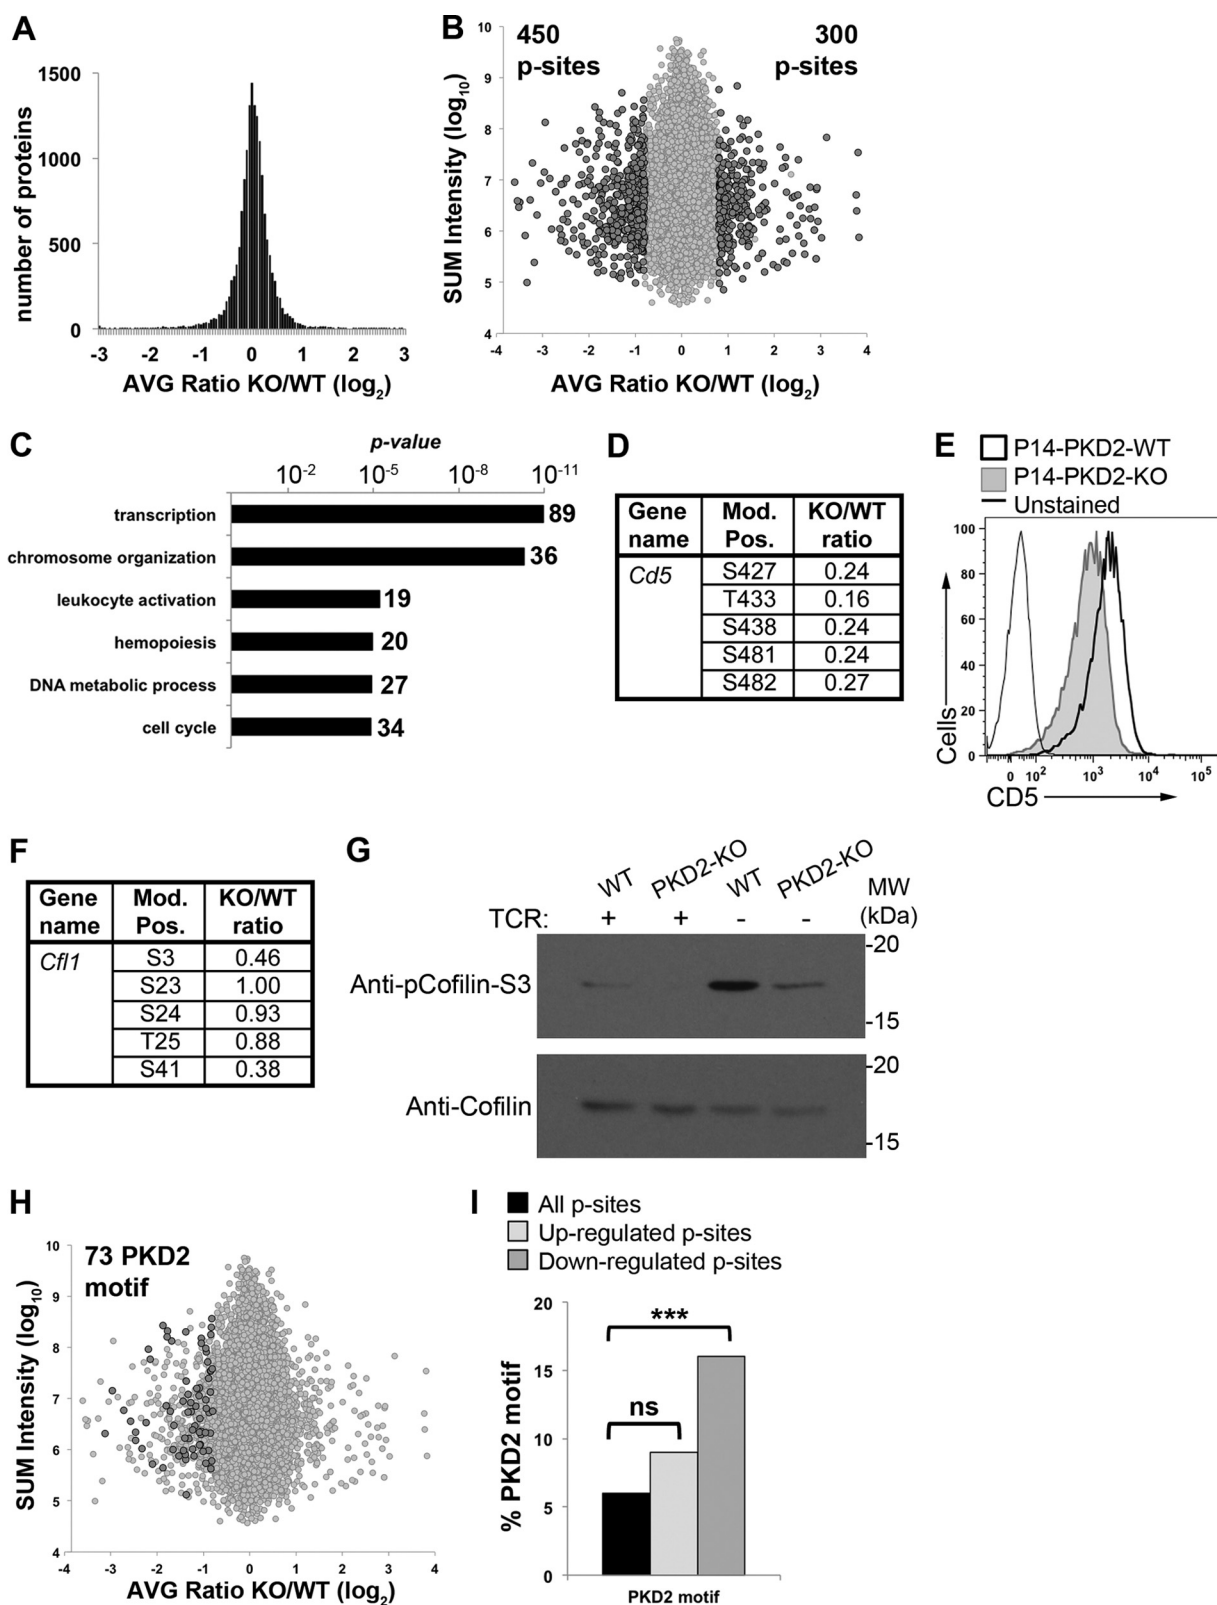 A
1500
1000
500
0
number of proteins
-3 -2 -1 0 1 2 3
AVG Ratio KO/WT (log2)
B
450
p-sites
300
p-sites
10
9
8
7
6
5
4
SUM Intensity (log10)
-4 -3 -2 -1 0 1 2 3 4
AVG Ratio KO/WT (log2)
C
p-value
10-2 10-5 10-8 10-11
transcription 89
chromosome organization 36
leukocyte activation 19
hemopoiesis 20
DNA metabolic process 27
cell cycle 34
D
Gene name Mod. Pos. KO/WT ratio
Cd5 S427 0.24
T433 0.16
S438 0.24
S481 0.24
S482 0.27
E
P14-PKD2-WT
P14-PKD2-KO
Unstained
100
80
60
40
20
0
Cells
0 102 103 104 105
CD5
F
Gene name Mod. Pos. KO/WT ratio
Cfl1 S3 0.46
S23 1.00
S24 0.93
T25 0.88
S41 0.38
G
WT PKD2-KO WT PKD2-KO MW
TCR: + + - - (kDa)
-20
Anti-pCofilin-S3
-15
-20
Anti-Cofilin
-15
H
73 PKD2
motif
10
9
8
7
6
5
4
SUM Intensity (log10)
-4 -3 -2 -1 0 1 2 3 4
AVG Ratio KO/WT (log2)
I
All p-sites
Up-regulated p-sites
Down-regulated p-sites
20
15
10
5
0
% PKD2 motif
***
ns
PKD2 motif